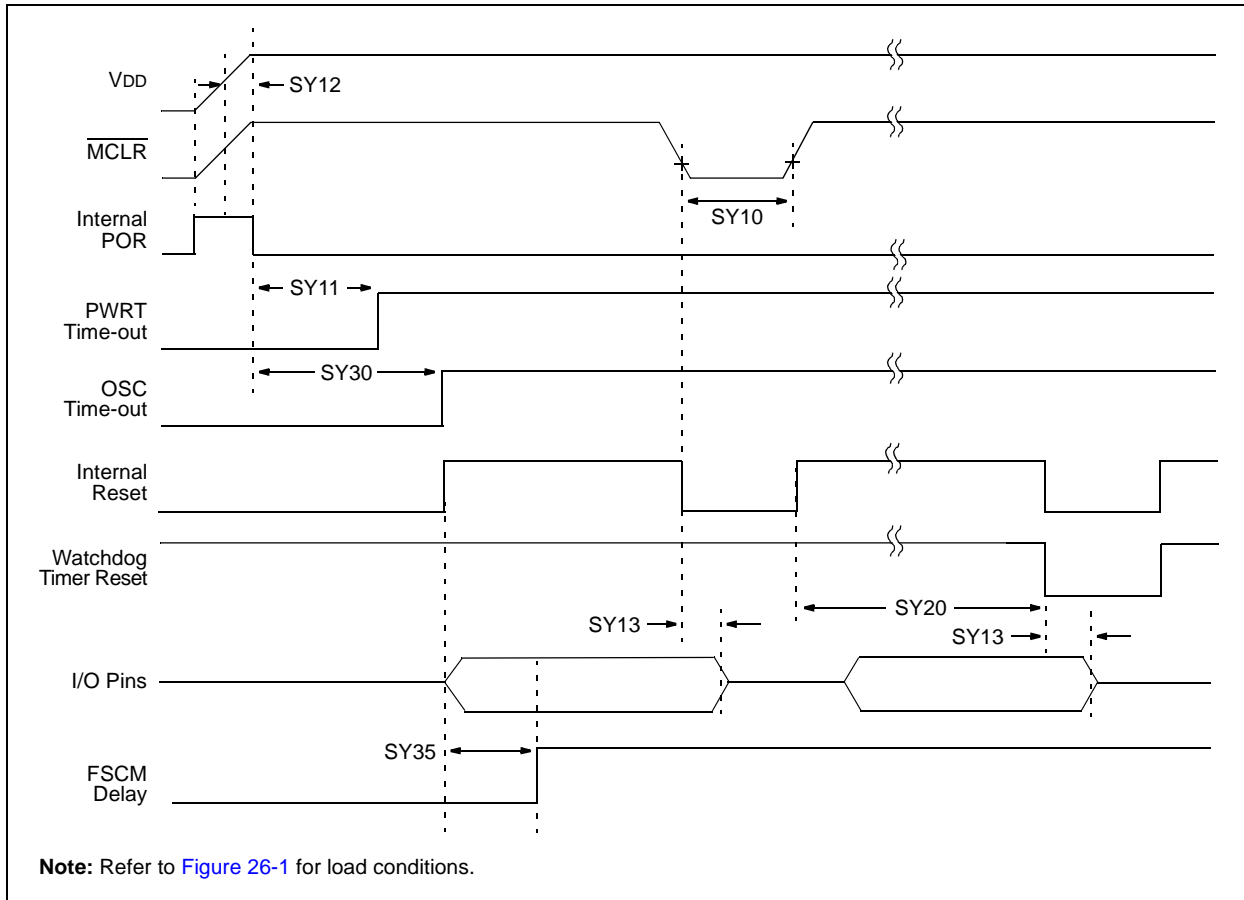 VDD
SY12
MCLR
SY10
Internal
POR
SY11
PWRT
Time-out
SY30
OSC
Time-out
Internal
Reset
Watchdog
Timer Reset
SY20
SY13
SY13
I/O Pins
SY35
FSCM
Delay
Note: Refer to Figure 26-1 for load conditions.